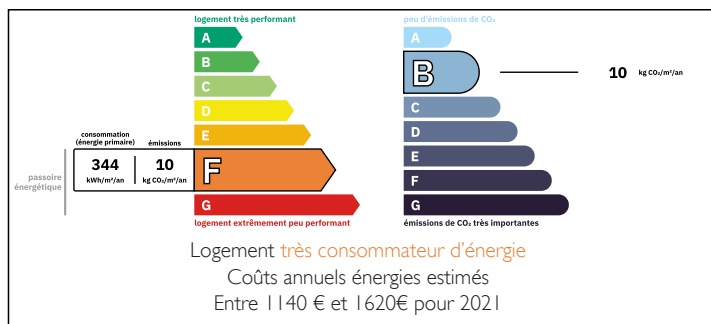 logement très performant
A
B
C
D
E
consommation
(énergie primaire)
émissions
344
kWh/m²/an
10
kg CO₂/m²/an
F
passoire
énergétique
G
logement extrêmement peu performant
peu d'émissions de CO₂
A
B
10 kg CO₂/m²/an
C
D
E
F
G
émissions de CO₂ très importantes
Logement très consommateur d'énergie
Coûts annuels énergies estimés
Entre 1140 € et 1620€ pour 2021